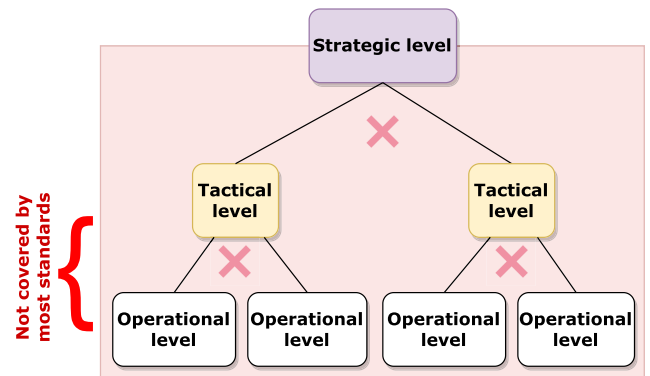 Strategic level
Tactical
level
Tactical
level
Not covered by
most standards
Operational
level
Operational
level
Operational
level
Operational
level